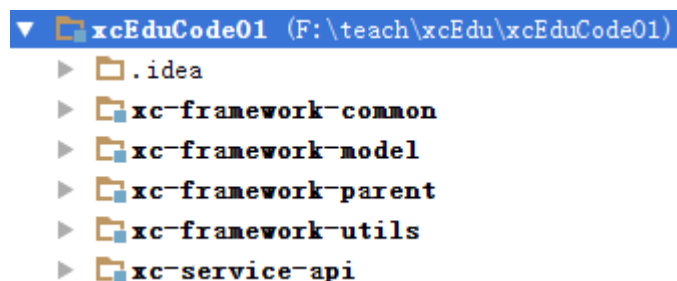 xcEduCode01 (F:\teach\xcEdu\xcEduCode01)
.idea
xc-framework-common
xc-framework-model
xc-framework-parent
xc-framework-utils
xc-service-api